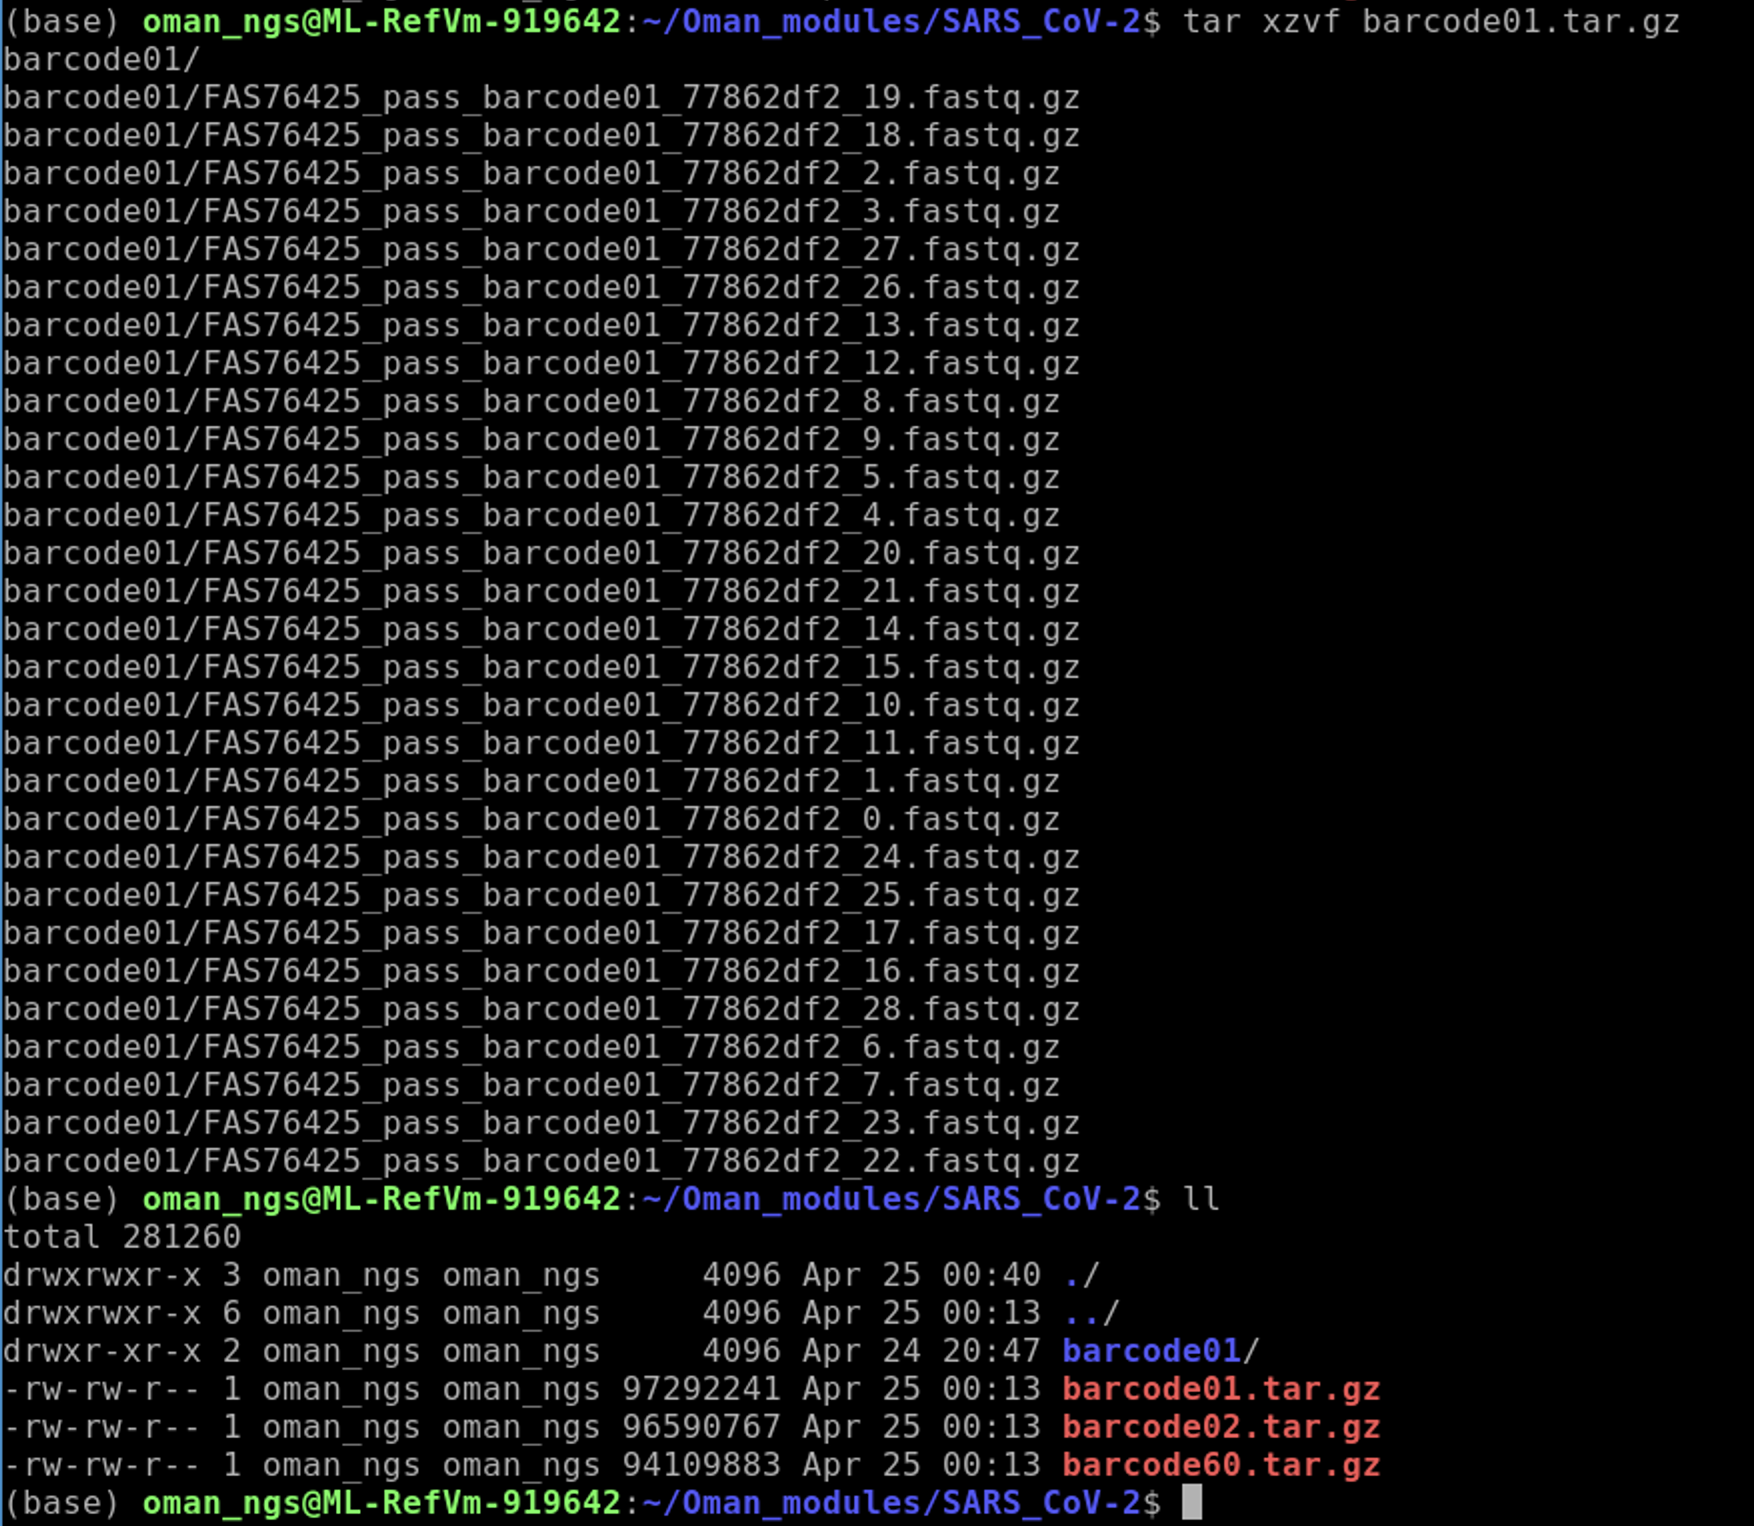 (base) oman_ngs@ML-RefVm-919642:~/Oman_modules/SARS_CoV-2$ tar xzvf barcode01.tar.gz
barcode01/
barcode01/FAS76425_pass_barcode01_77862df2_19.fastq.gz
barcode01/FAS76425_pass_barcode01_77862df2_18.fastq.gz
barcode01/FAS76425_pass_barcode01_77862df2_2.fastq.gz
barcode01/FAS76425_pass_barcode01_77862df2_3.fastq.gz
barcode01/FAS76425_pass_barcode01_77862df2_27.fastq.gz
barcode01/FAS76425_pass_barcode01_77862df2_26.fastq.gz
barcode01/FAS76425_pass_barcode01_77862df2_13.fastq.gz
barcode01/FAS76425_pass_barcode01_77862df2_12.fastq.gz
barcode01/FAS76425_pass_barcode01_77862df2_8.fastq.gz
barcode01/FAS76425_pass_barcode01_77862df2_9.fastq.gz
barcode01/FAS76425_pass_barcode01_77862df2_5.fastq.gz
barcode01/FAS76425_pass_barcode01_77862df2_4.fastq.gz
barcode01/FAS76425_pass_barcode01_77862df2_20.fastq.gz
barcode01/FAS76425_pass_barcode01_77862df2_21.fastq.gz
barcode01/FAS76425_pass_barcode01_77862df2_14.fastq.gz
barcode01/FAS76425_pass_barcode01_77862df2_15.fastq.gz
barcode01/FAS76425_pass_barcode01_77862df2_10.fastq.gz
barcode01/FAS76425_pass_barcode01_77862df2_11.fastq.gz
barcode01/FAS76425_pass_barcode01_77862df2_1.fastq.gz
barcode01/FAS76425_pass_barcode01_77862df2_0.fastq.gz
barcode01/FAS76425_pass_barcode01_77862df2_24.fastq.gz
barcode01/FAS76425_pass_barcode01_77862df2_25.fastq.gz
barcode01/FAS76425_pass_barcode01_77862df2_17.fastq.gz
barcode01/FAS76425_pass_barcode01_77862df2_16.fastq.gz
barcode01/FAS76425_pass_barcode01_77862df2_28.fastq.gz
barcode01/FAS76425_pass_barcode01_77862df2_6.fastq.gz
barcode01/FAS76425_pass_barcode01_77862df2_7.fastq.gz
barcode01/FAS76425_pass_barcode01_77862df2_23.fastq.gz
barcode01/FAS76425_pass_barcode01_77862df2_22.fastq.gz
(base) oman_ngs@ML-RefVm-919642:~/Oman_modules/SARS_CoV-2$ ll
total 281260
drwxrwxr-x 3 oman_ngs oman_ngs     4096 Apr 25 00:40 ./
drwxrwxr-x 6 oman_ngs oman_ngs     4096 Apr 25 00:13 ../
drwxr-xr-x 2 oman_ngs oman_ngs     4096 Apr 24 20:47 barcode01/
-rw-rw-r-- 1 oman_ngs oman_ngs 97292241 Apr 25 00:13 barcode01.tar.gz
-rw-rw-r-- 1 oman_ngs oman_ngs 96590767 Apr 25 00:13 barcode02.tar.gz
-rw-rw-r-- 1 oman_ngs oman_ngs 94109883 Apr 25 00:13 barcode60.tar.gz
(base) oman_ngs@ML-RefVm-919642:~/Oman_modules/SARS_CoV-2$